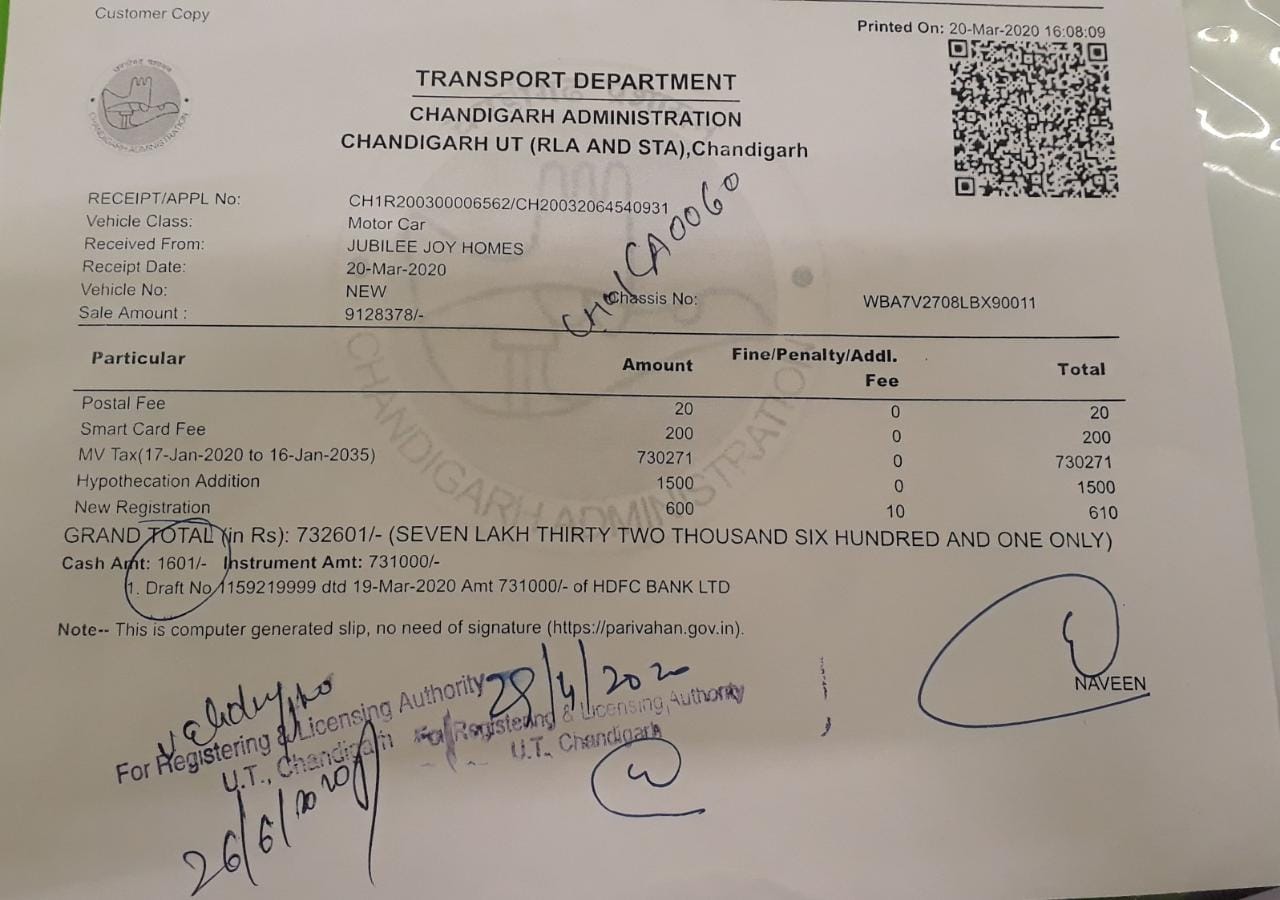 Customer Copy
Printed On: 20-Mar-2020 16:08:09
TRANSPORT DEPARTMENT
CHANDIGARH ADMINISTRATION
CHANDIGARH UT (RLA AND STA),Chandigarh
CHANDIGARH ADMINISTRATION
RECEIPT/APPL No: CH1R200300006562/CH20032064540931
Vehicle Class: Motor Car
Received From: JUBILEE JOY HOMES
Receipt Date: 20-Mar-2020
Vehicle No: NEW Chassis No: WBA7V2708LBX90011
Sale Amount : 9128378/-
CH01CA0060
Particular Amount Fine/Penalty/Addl. Fee Total
Postal Fee 20 0 20
Smart Card Fee 200 0 200
MV Tax(17-Jan-2020 to 16-Jan-2035) 730271 0 730271
Hypothecation Addition 1500 0 1500
New Registration 600 10 610
CHANDIGARH ADMINISTRATION
GRAND TOTAL (in Rs): 732601/- (SEVEN LAKH THIRTY TWO THOUSAND SIX HUNDRED AND ONE ONLY)
Cash Amt: 1601/- Instrument Amt: 731000/-
1. Draft No 1159219999 dtd 19-Mar-2020 Amt 731000/- of HDFC BANK LTD
Note-- This is computer generated slip, no need of signature (https://parivahan.gov.in).
NAVEEN
For Registering & Licensing Authority
U.T., Chandigarh
26/6/2020
28/4/2020
For Registering & Licensing Authority
U.T., Chandigarh